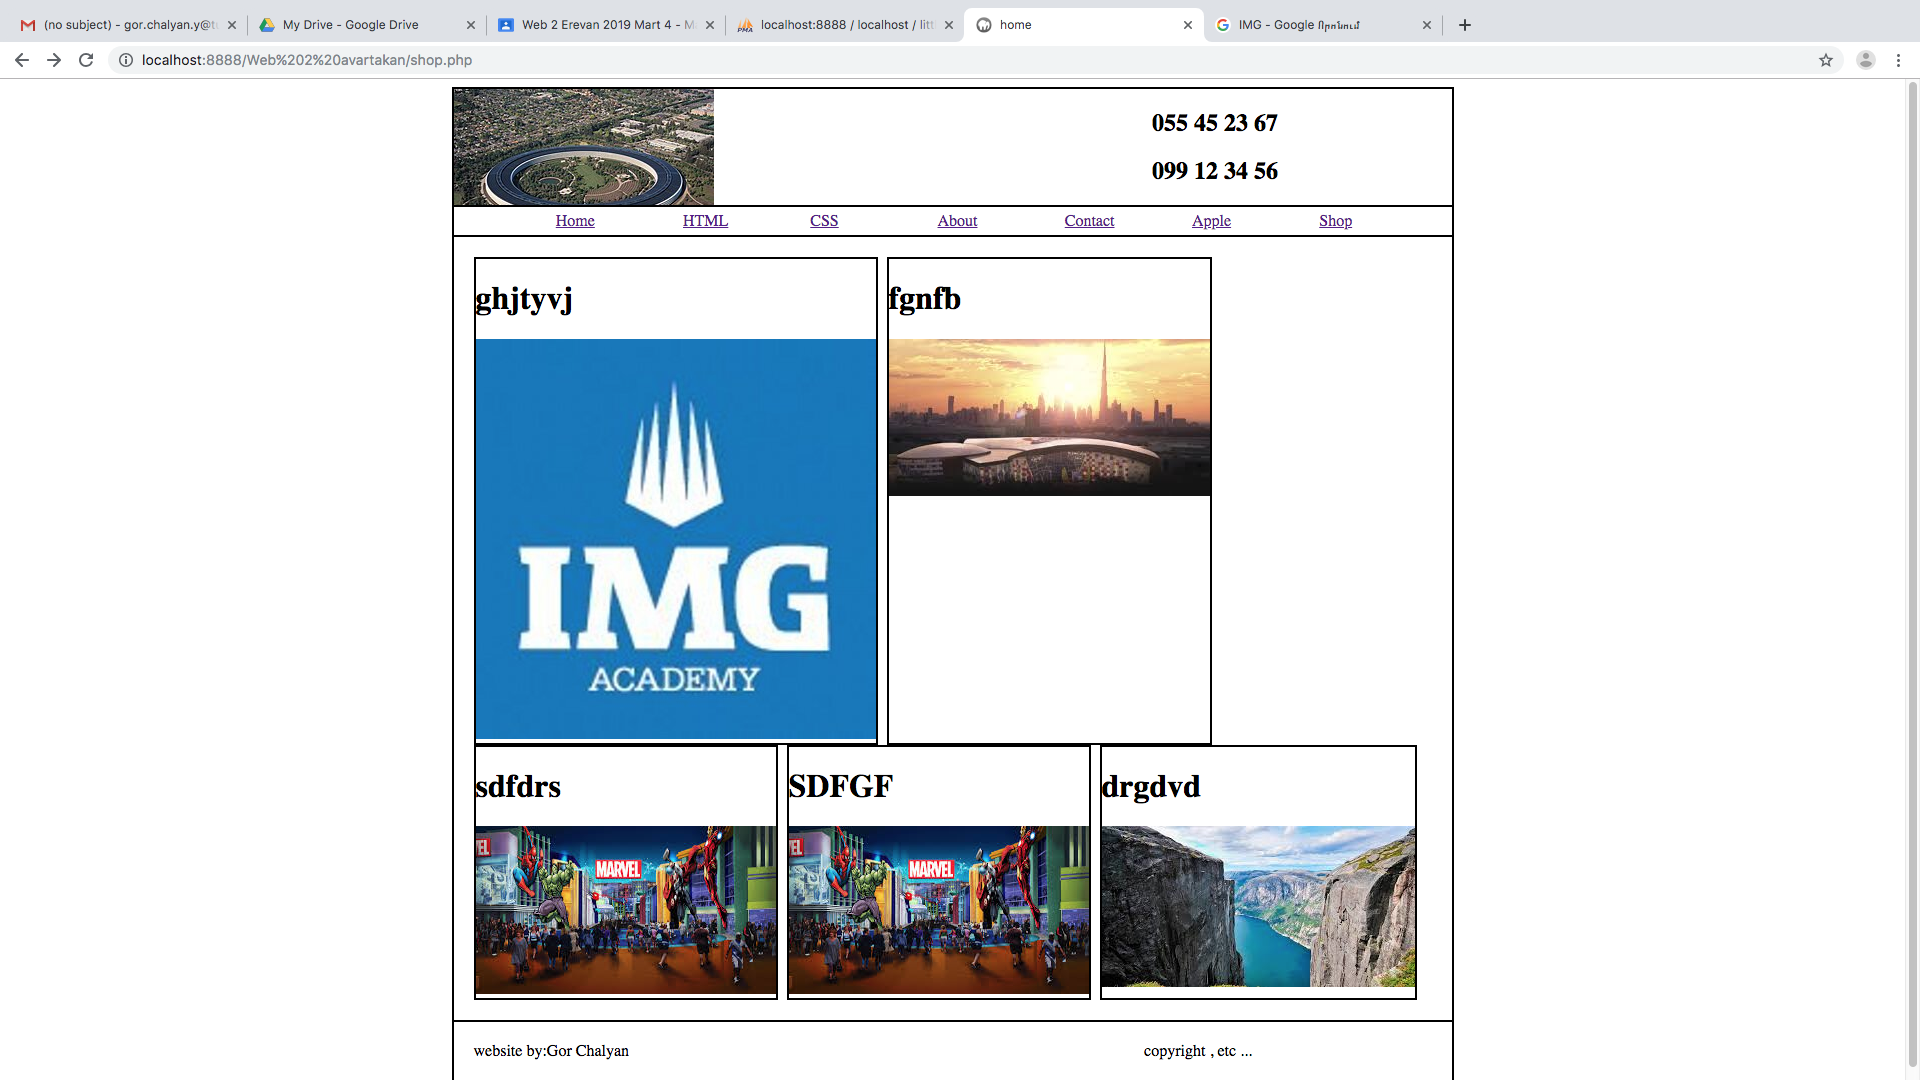 (no subject) - gor.chalyan.y@t
My Drive - Google Drive
Web 2 Erevan 2019 Mart 4 - M
localhost:8888 / localhost / litt
home
IMG - Google Որոնում
localhost:8888/Web%202%20avartakan/shop.php
055 45 23 67
099 12 34 56
Home HTML CSS About Contact Apple Shop
ghjtyvj
fgnfb
IMG
ACADEMY
sdfdrs
SDFGF
drgdvd
MARVEL
MARVEL
website by:Gor Chalyan
copyright , etc ...